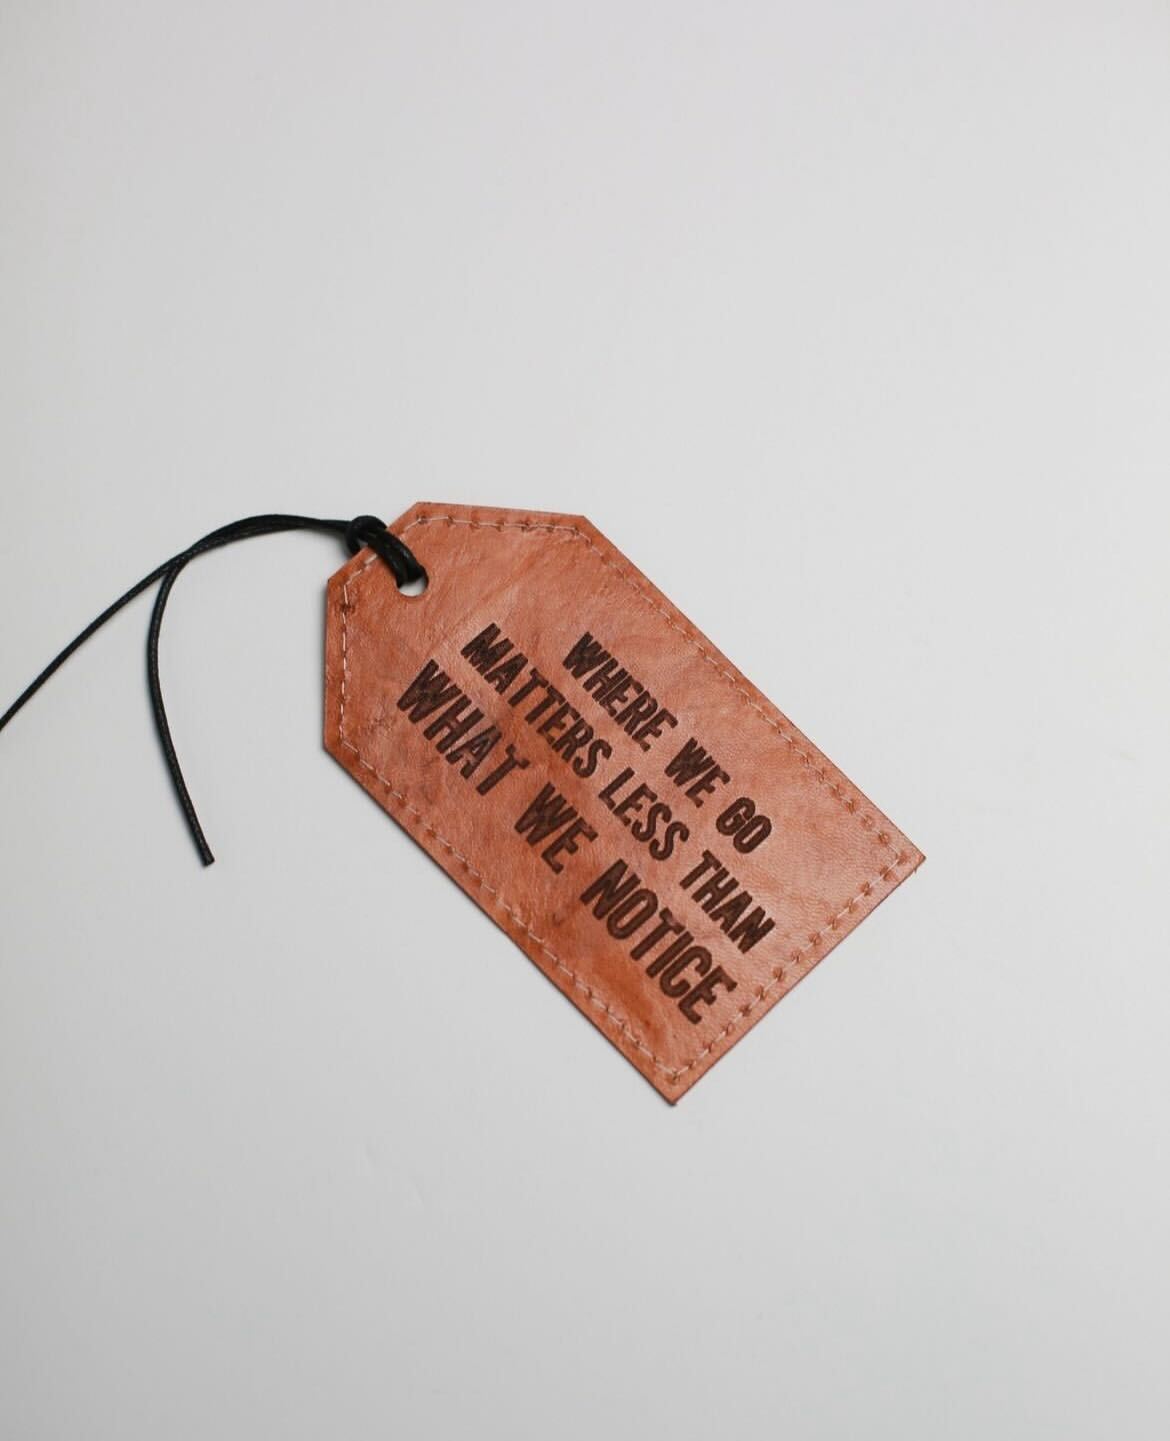 WHERE WE GO
MATTERS LESS THAN
WHAT WE NOTICE